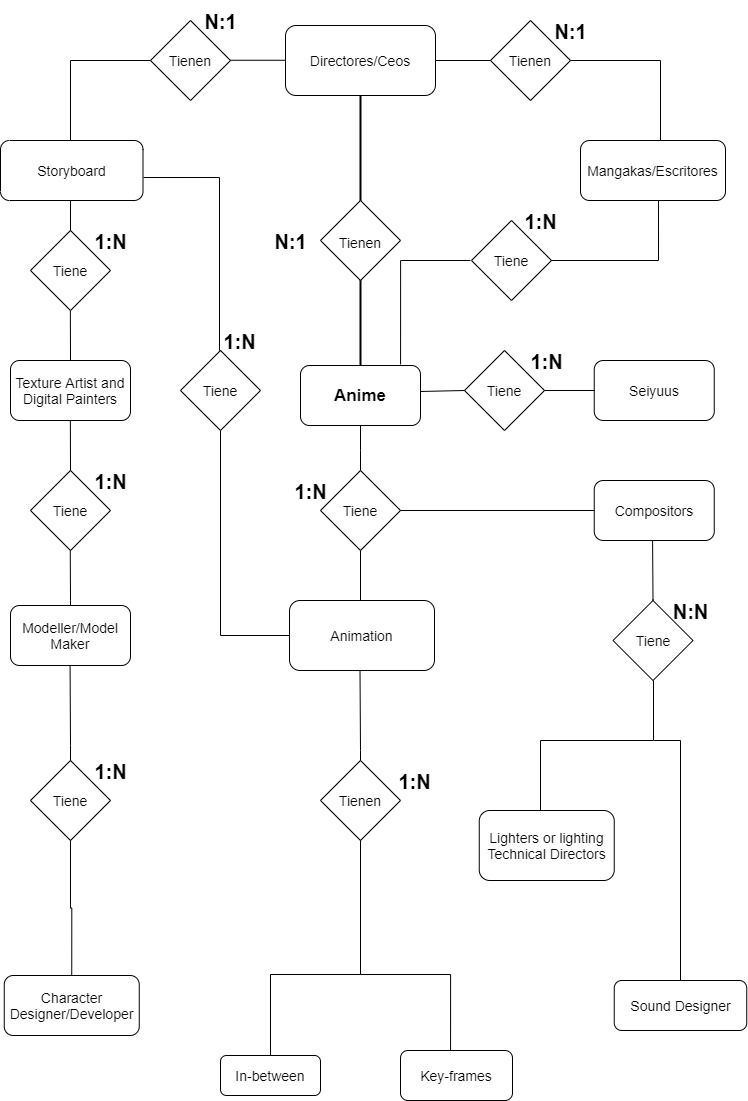 N:1
N:1
Tienen
Directores/Ceos
Tienen
Storyboard
Mangakas/Escritores
1:N
N:1
Tienen
1:N
Tiene
Tiene
1:N
1:N
Texture Artist and
Digital Painters
Tiene
Anime
Tiene
Seiyuus
1:N
1:N
Tiene
Tiene
Compositors
N:N
Modeller/Model
Maker
Animation
Tiene
1:N
1:N
Tiene
Tienen
Lighters or lighting
Technical Directors
Character
Designer/Developer
Sound Designer
In-between
Key-frames